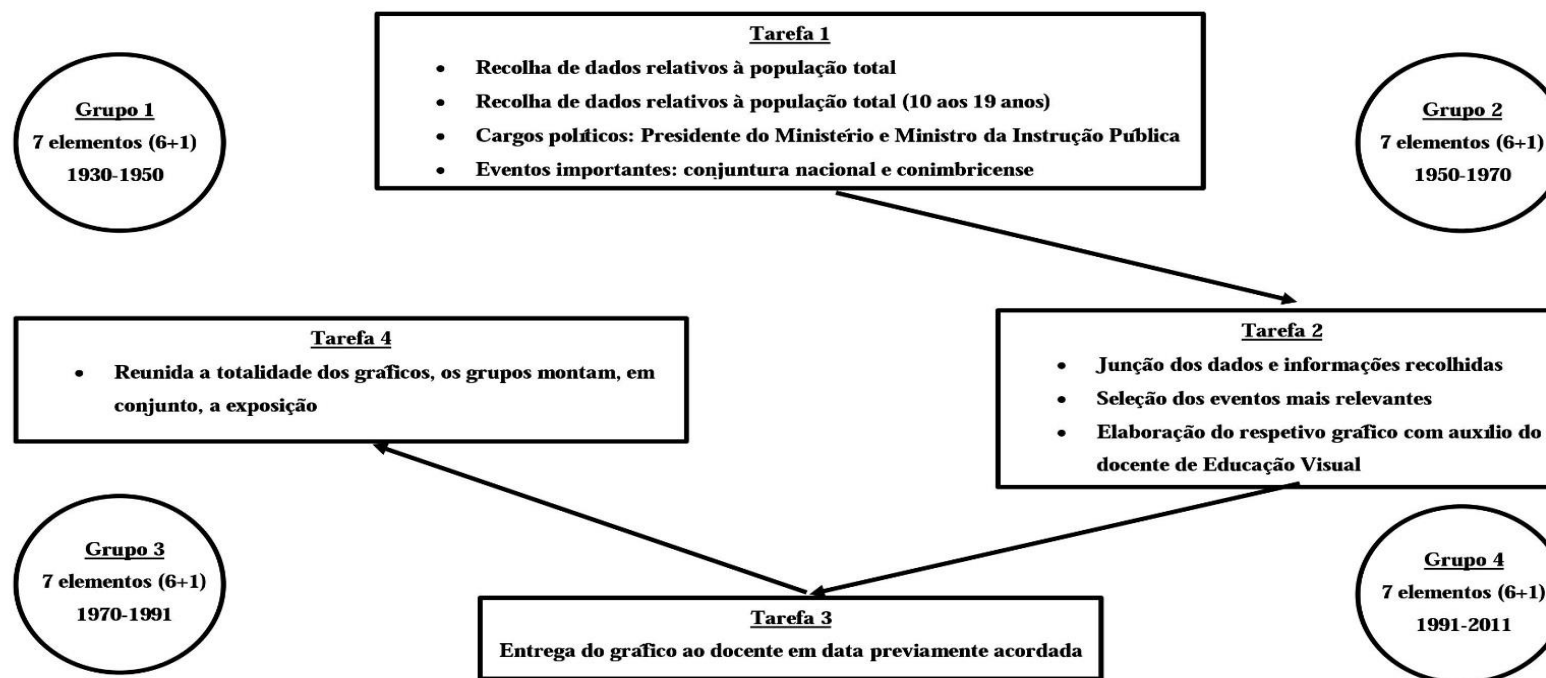 Tarefa 1
• Recolha de dados relativos à população total
• Recolha de dados relativos à população total (10 aos 19 anos)
• Cargos políticos: Presidente do Ministério e Ministro da Instrução Pública
• Eventos importantes: conjuntura nacional e conimbricense
Grupo 1
7 elementos (6+1)
1930-1950
Grupo 2
7 elementos (6+1)
1950-1970
Tarefa 2
• Junção dos dados e informações recolhidas
• Seleção dos eventos mais relevantes
• Elaboração do respetivo gráfico com auxílio do
docente de Educação Visual
Tarefa 4
• Reunida a totalidade dos gráficos, os grupos montam, em
conjunto, a exposição
Grupo 3
7 elementos (6+1)
1970-1991
Tarefa 3
Entrega do gráfico ao docente em data previamente acordada
Grupo 4
7 elementos (6+1)
1991-2011